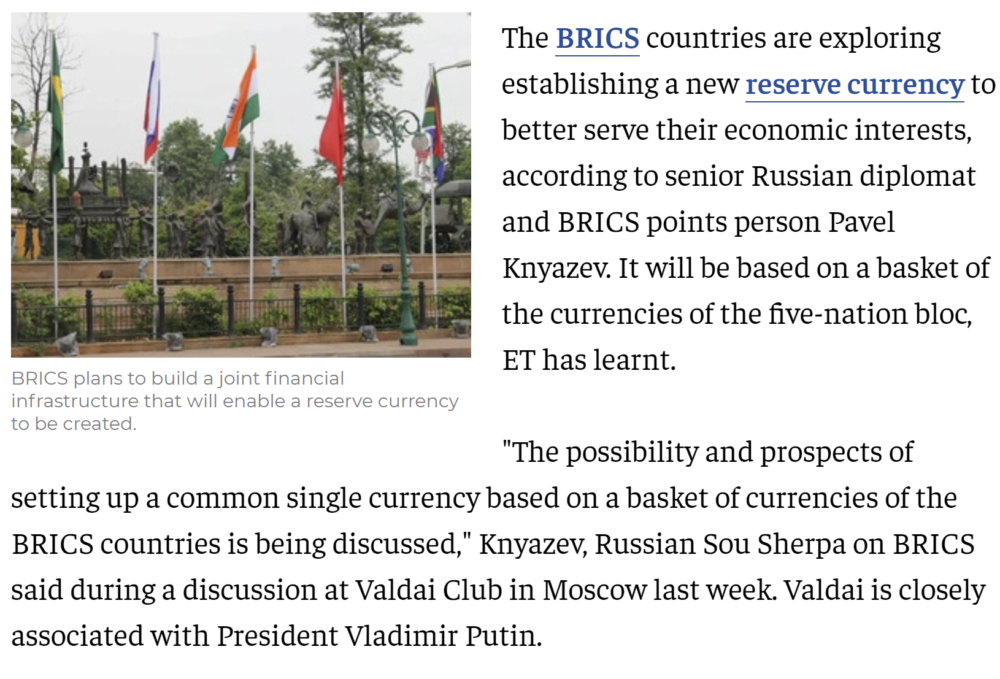 The BRICS countries are exploring
establishing a new reserve currency to
better serve their economic interests,
according to senior Russian diplomat
and BRICS points person Pavel
Knyazev. It will be based on a basket of
the currencies of the five-nation bloc,
ET has learnt.
BRICS plans to build a joint financial
infrastructure that will enable a reserve currency
to be created.
"The possibility and prospects of
setting up a common single currency based on a basket of currencies of the
BRICS countries is being discussed," Knyazev, Russian Sou Sherpa on BRICS
said during a discussion at Valdai Club in Moscow last week. Valdai is closely
associated with President Vladimir Putin.